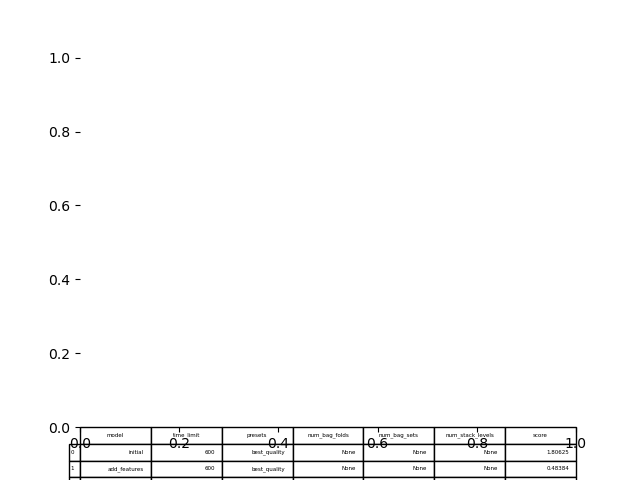 1.0
0.8
0.6
0.4
0.2
0.0
model time_limit presets num_bag_folds num_bag_sets num_stack_levels score
0.0 0.2 0.4 0.6 0.8 1.0
0 initial 600 best_quality None None None 1.80625
1 add_features 600 best_quality None None None 0.48384